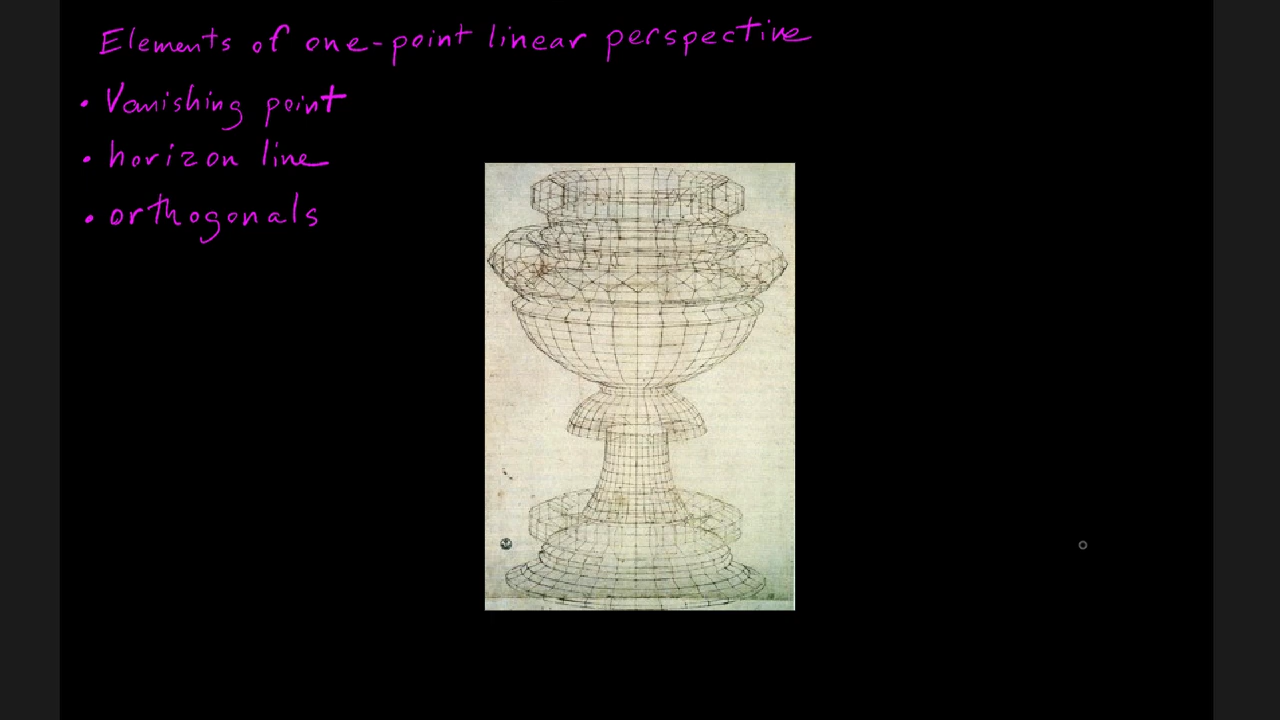 Elements of one-point linear perspective
• Vanishing point
• horizon line
• orthogonals